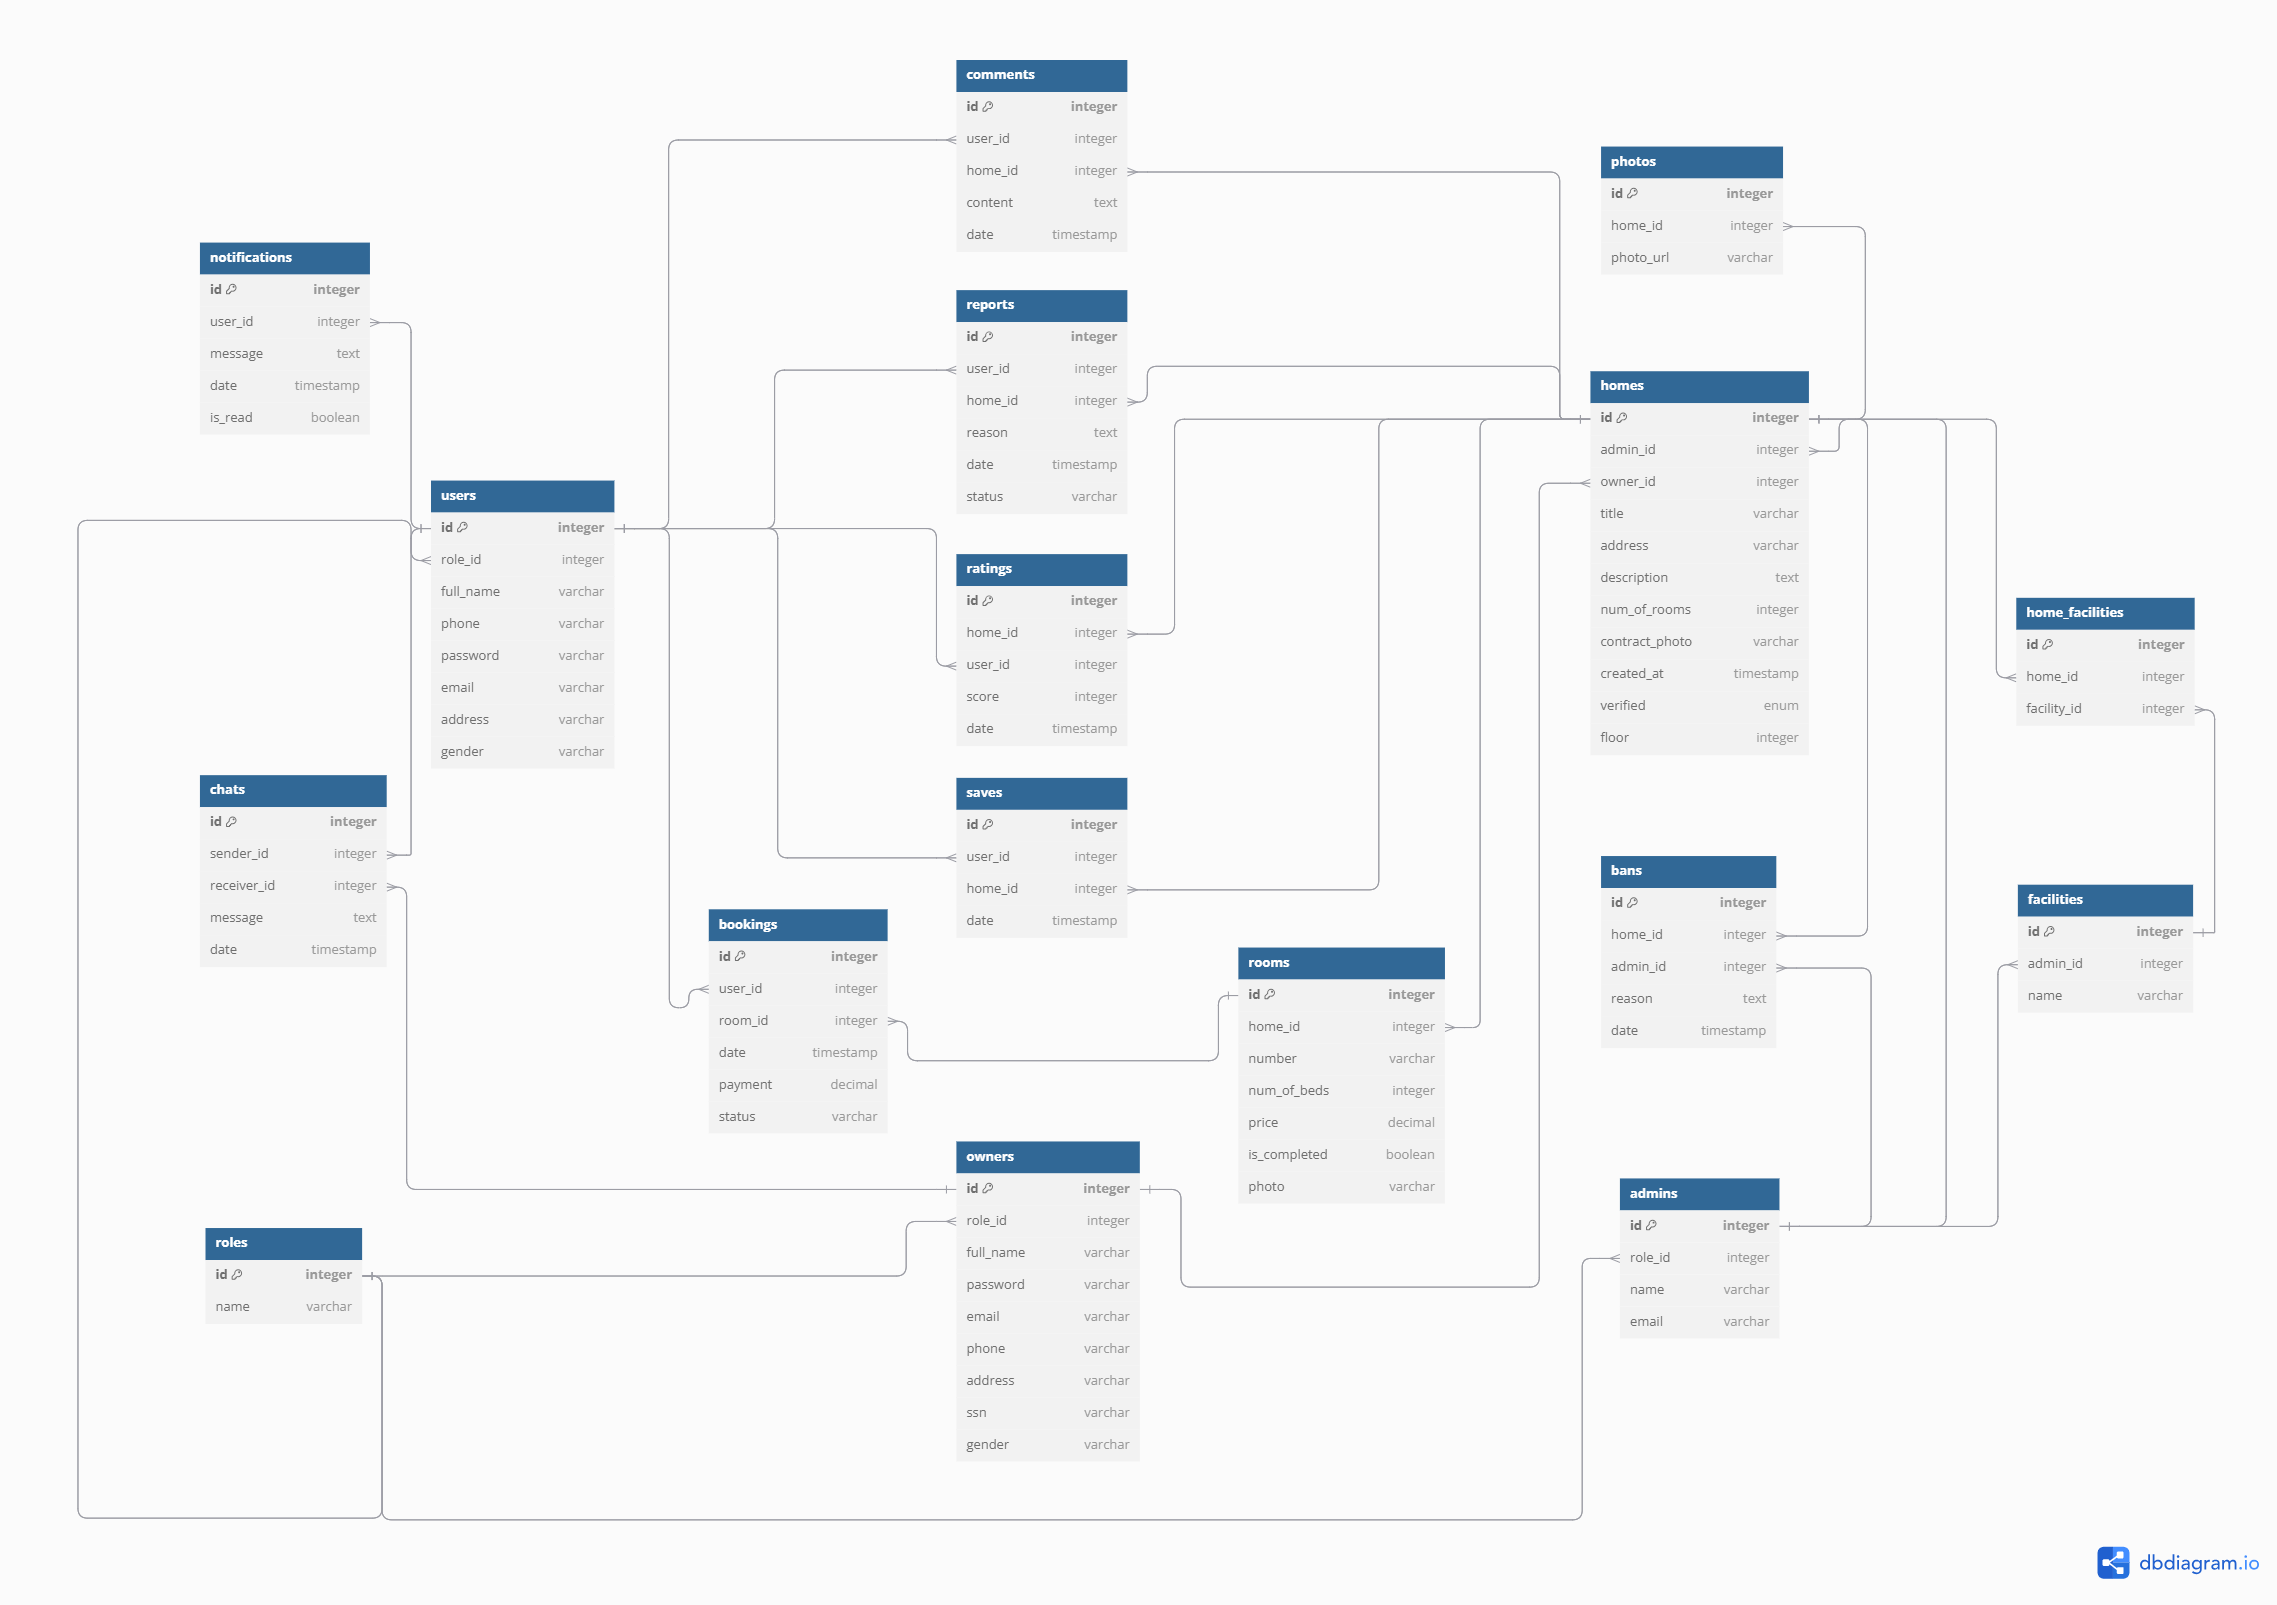 comments
id integer
user_id integer
home_id integer
content text
date timestamp
photos
id integer
home_id integer
photo_url varchar
notifications
id integer
user_id integer
message text
date timestamp
is_read boolean
reports
id integer
user_id integer
home_id integer
reason text
date timestamp
status varchar
homes
id integer
admin_id integer
owner_id integer
title varchar
address varchar
description text
num_of_rooms integer
contract_photo varchar
created_at timestamp
verified enum
floor integer
users
id integer
role_id integer
full_name varchar
phone varchar
password varchar
email varchar
address varchar
gender varchar
ratings
id integer
home_id integer
user_id integer
score integer
date timestamp
home_facilities
id integer
home_id integer
facility_id integer
chats
id integer
sender_id integer
receiver_id integer
message text
date timestamp
saves
id integer
user_id integer
home_id integer
date timestamp
bans
id integer
home_id integer
admin_id integer
reason text
date timestamp
facilities
id integer
admin_id integer
name varchar
bookings
id integer
user_id integer
room_id integer
date timestamp
payment decimal
status varchar
rooms
id integer
home_id integer
number varchar
num_of_beds integer
price decimal
is_completed boolean
photo varchar
owners
id integer
role_id integer
full_name varchar
password varchar
email varchar
phone varchar
address varchar
ssn varchar
gender varchar
admins
id integer
role_id integer
name varchar
email varchar
roles
id integer
name varchar
dbdiagram.io